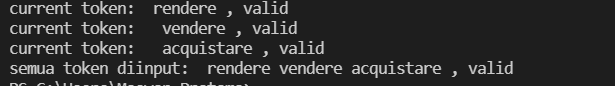 current token:  rendere , valid
current token:   vendere , valid
current token:   acquistare , valid
semua token diinput:  rendere vendere acquistare , valid